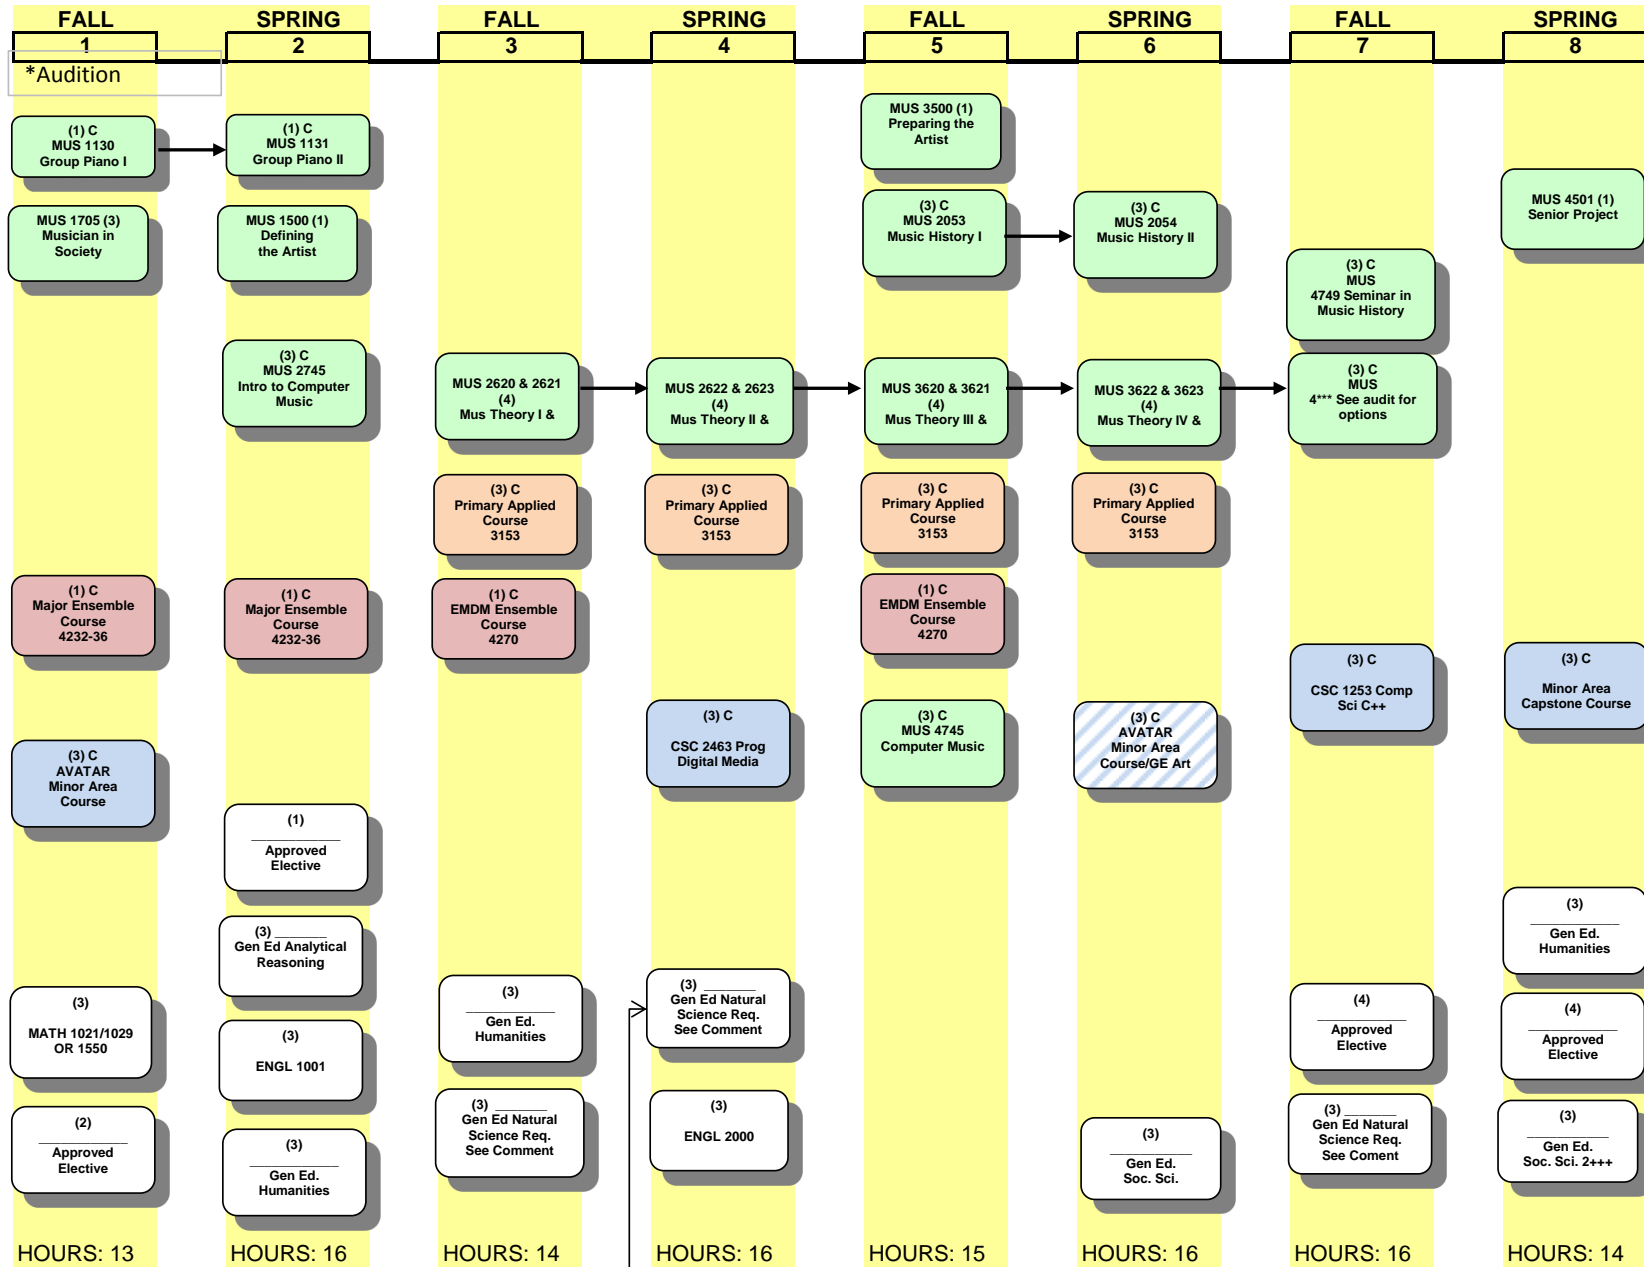 FALL
1
*Audition
(1) C
MUS 1130
Group Piano I
MUS 1705 (3)
Musician in
Society
(1) C
Major Ensemble
Course
4232-36
(3) C
AVATAR
Minor Area
Course
(3)
MATH 1021/1029
OR 1550
(2)
___________
Approved
Elective
HOURS: 13
SPRING
2
(1) C
MUS 1131
Group Piano II
MUS 1500 (1)
Defining
the Artist
(3) C
MUS 2745
Intro to Computer
Music
(1) C
Major Ensemble
Course
4232-36
(1)
___________
Approved
Elective
(3) _______
Gen Ed Analytical
Reasoning
(3)
ENGL 1001
(3)
___________
Gen Ed.
Humanities
HOURS: 16
FALL
3
MUS 2620 & 2621
(4)
Mus Theory I &
(3) C
Primary Applied
Course
3153
(1) C
EMDM Ensemble
Course
4270
(3)
___________
Gen Ed.
Humanities
(3) _______
Gen Ed Natural
Science Req.
See Comment
HOURS: 14
SPRING
4
MUS 2622 & 2623
(4)
Mus Theory II &
(3) C
Primary Applied
Course
3153
(3) C
CSC 2463 Prog
Digital Media
(3) _______
Gen Ed Natural
Science Req.
See Comment
(3)
ENGL 2000
HOURS: 16
FALL
5
MUS 3500 (1)
Preparing the
Artist
(3) C
MUS 2053
Music History I
MUS 3620 & 3621
(4)
Mus Theory III &
(3) C
Primary Applied
Course
3153
(1) C
EMDM Ensemble
Course
4270
(3) C
MUS 4745
Computer Music
HOURS: 15
SPRING
6
(3) C
MUS 2054
Music History II
MUS 3622 & 3623
(4)
Mus Theory IV &
(3) C
Primary Applied
Course
3153
(3) C
AVATAR
Minor Area
Course/GE Art
(3)
__________
Gen Ed.
Soc. Sci.
HOURS: 16
FALL
7
(3) C
MUS
4749 Seminar in
Music History
(3) C
MUS
4*** See audit for
options
(3) C
CSC 1253 Comp
Sci C++
(4)
___________
Approved
Elective
(3) _______
Gen Ed Natural
Science Req.
See Coment
HOURS: 16
SPRING
8
MUS 4501 (1)
Senior Project
(3) C
Minor Area
Capstone Course
(3)
___________
Gen Ed.
Humanities
(4)
___________
Approved
Elective
(3)
__________
Gen Ed.
Soc. Sci. 2+++
HOURS: 14